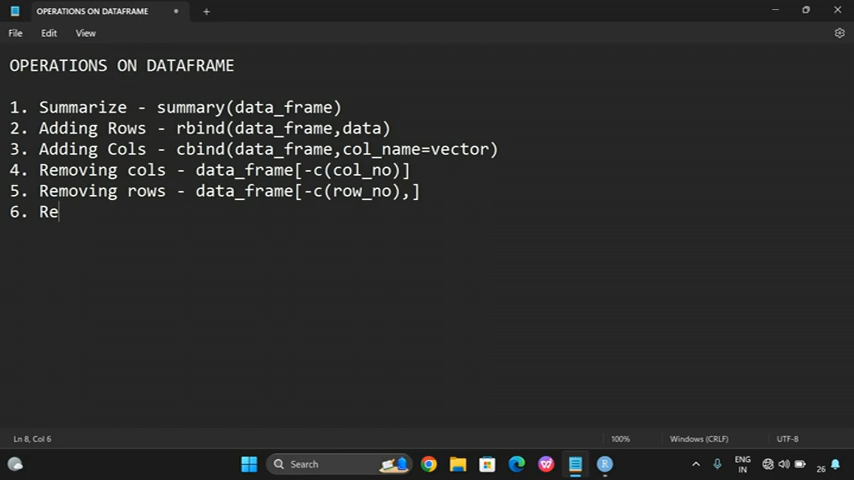 OPERATIONS ON DATAFRAME
File Edit View
OPERATIONS ON DATAFRAME
1. Summarize - summary(data_frame)
2. Adding Rows - rbind(data_frame,data)
3. Adding Cols - cbind(data_frame,col_name=vector)
4. Removing cols - data_frame[-c(col_no)]
5. Removing rows - data_frame[-c(row_no),]
6. Re
Ln 8, Col 6 100% Windows (CRLF) UTF-8
Search ENG IN 26